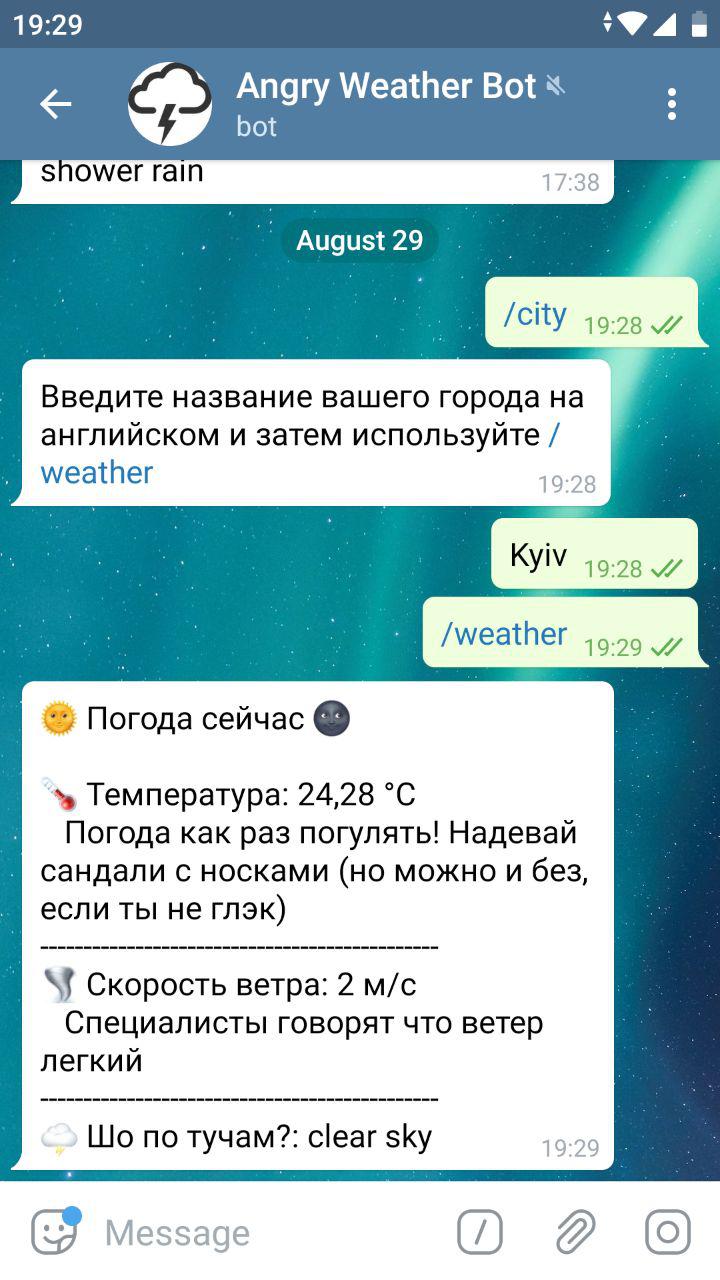 19:29
Angry Weather Bot
bot
shower rain
17:38
August 29
/city 19:28
Введите название вашего города на
английском и затем используйте /
weather
19:28
Kyiv 19:28
/weather 19:29
Погода сейчас
Температура: 24,28 °C
Погода как раз погулять! Надевай
сандали с носками (но можно и без,
если ты не глэк)
----------------------------------------------
Скорость ветра: 2 м/с
Специалисты говорят что ветер
легкий
----------------------------------------------
Шо по тучам?: clear sky
19:29
Message